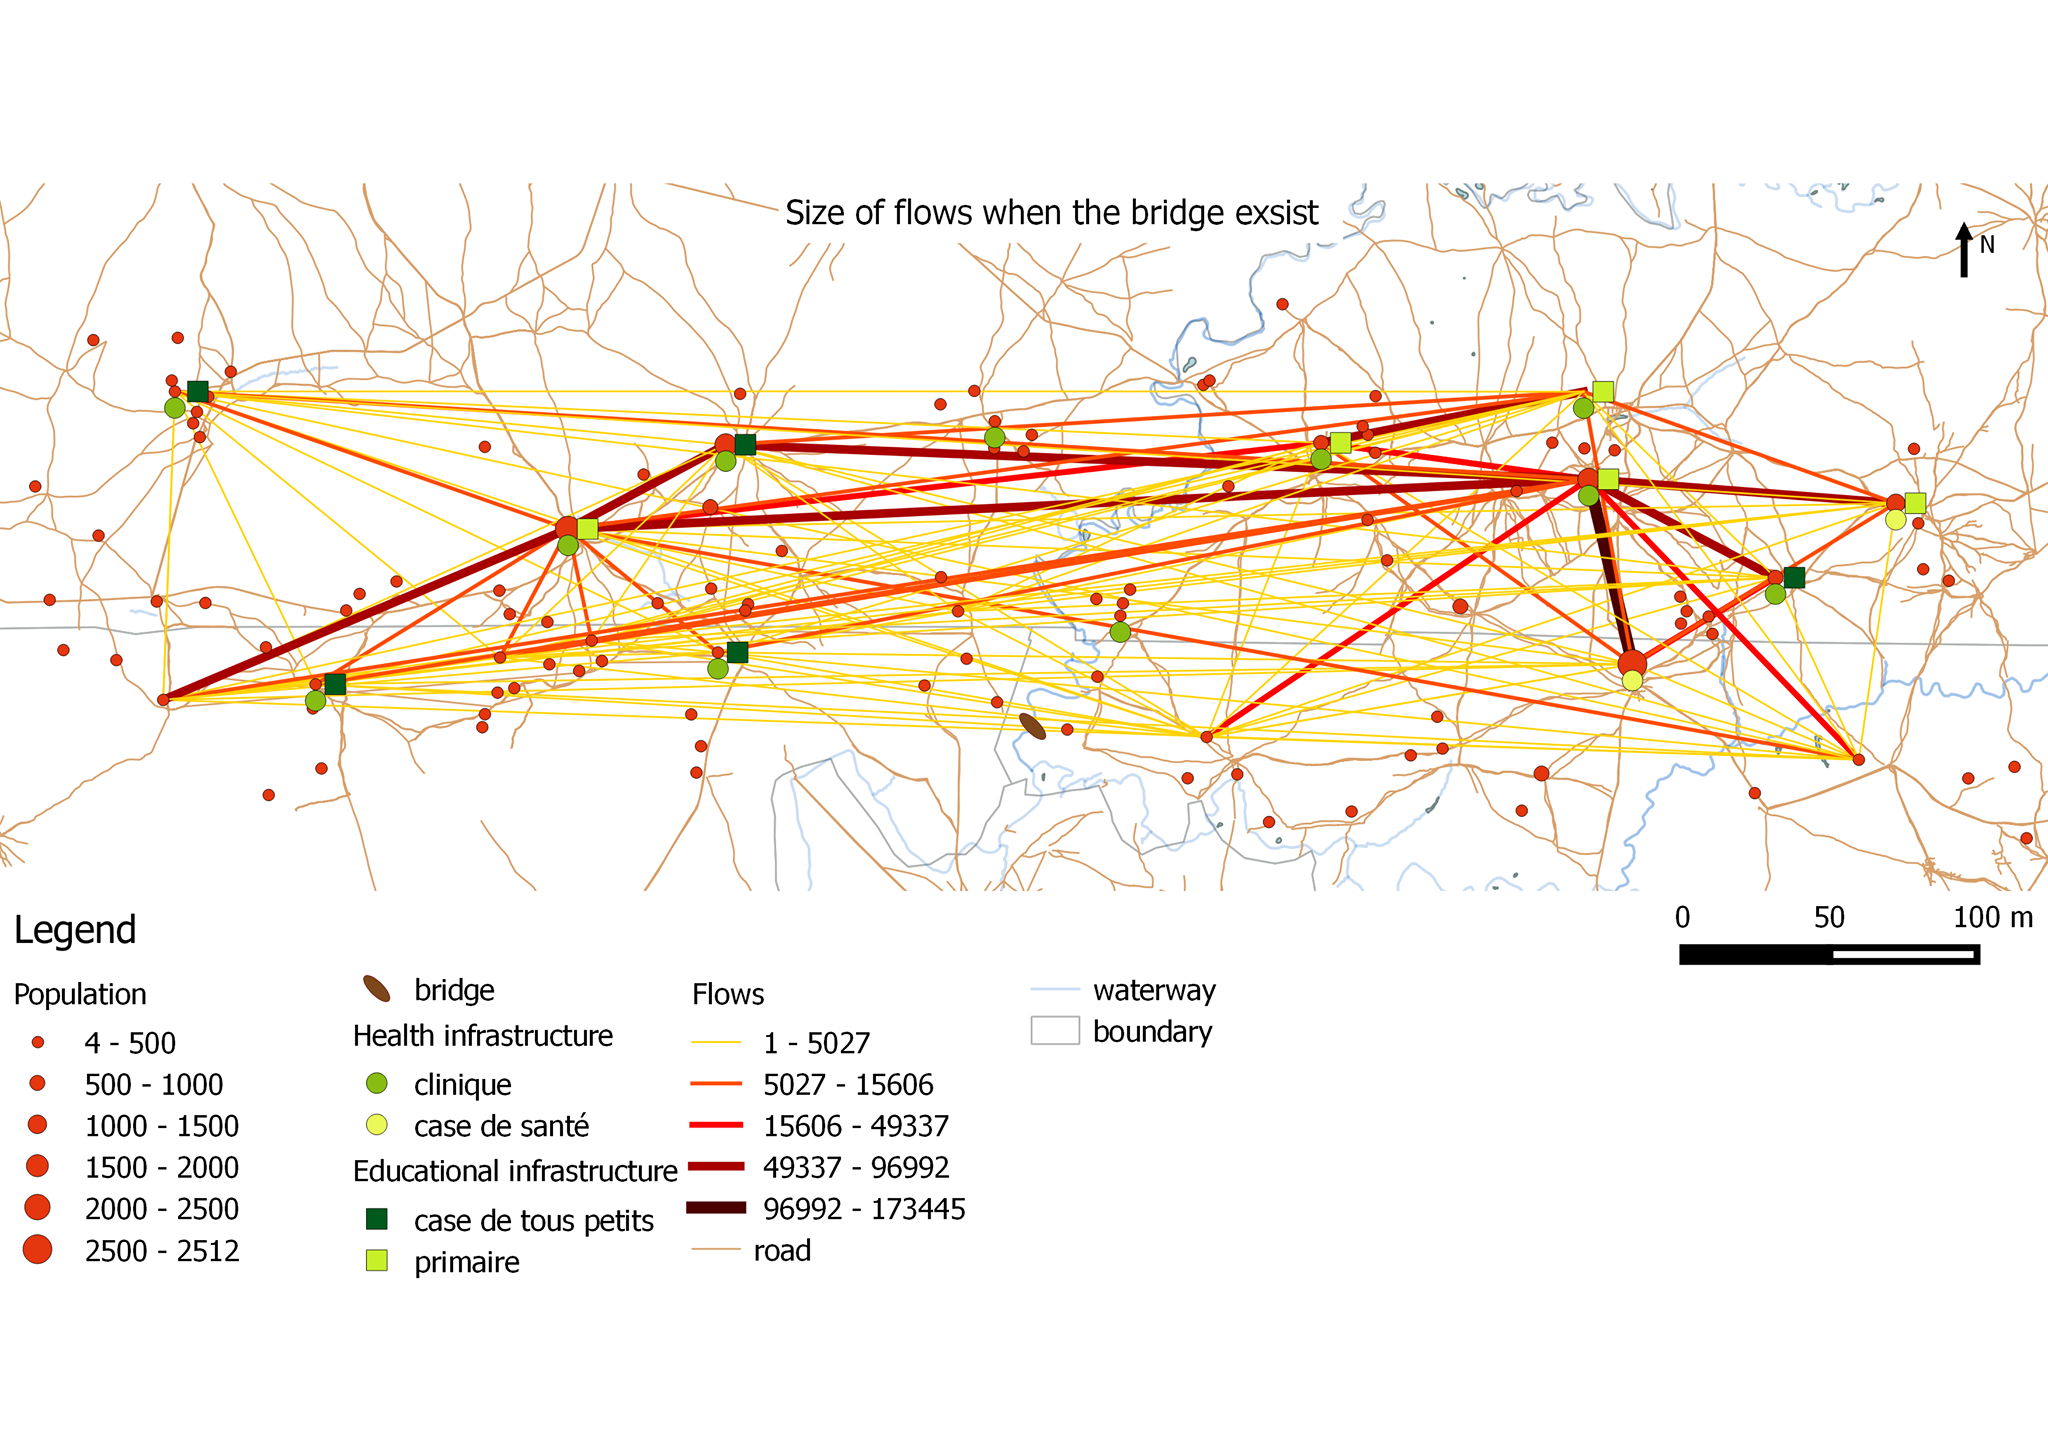 Size of flows when the bridge exsist
N
Legend
0 50 100 m
Population
4 - 500
500 - 1000
1000 - 1500
1500 - 2000
2000 - 2500
2500 - 2512
bridge
Health infrastructure
clinique
case de santé
Educational infrastructure
case de tous petits
primaire
Flows
1 - 5027
5027 - 15606
15606 - 49337
49337 - 96992
96992 - 173445
road
waterway
boundary